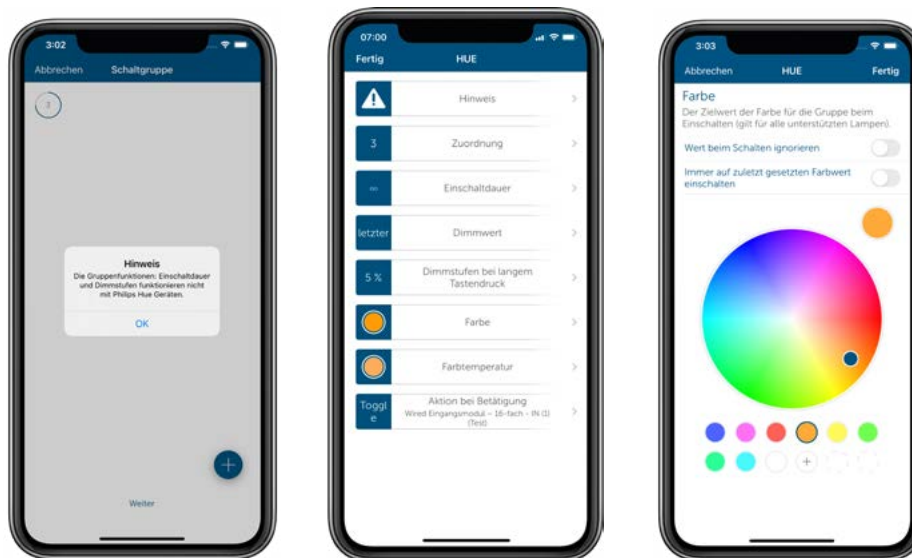 3:02
Abbrechen
Schaltgruppe
3
Hinweis
Die Gruppenfunktionen: Einschaltdauer
und Dimmstufen funktionieren nicht
mit Philips Hue Geräten.
OK
+
Weiter
07:00
Fertig
HUE
Hinweis
3
Zuordnung
∞
Einschaltdauer
letzter
Dimmwert
5 %
Dimmstufen bei langem
Tastendruck
Farbe
Farbtemperatur
Toggl
e
Aktion bei Betätigung
Wired Eingangsmodul – 16-fach - IN (1)
(Test)
3:03
Abbrechen
HUE
Fertig
Farbe
Der Zielwert der Farbe für die Gruppe beim
Einschalten (gilt für alle unterstützten Lampen).
Wert beim Schalten ignorieren
Immer auf zuletzt gesetzten Farbwert
einschalten
+